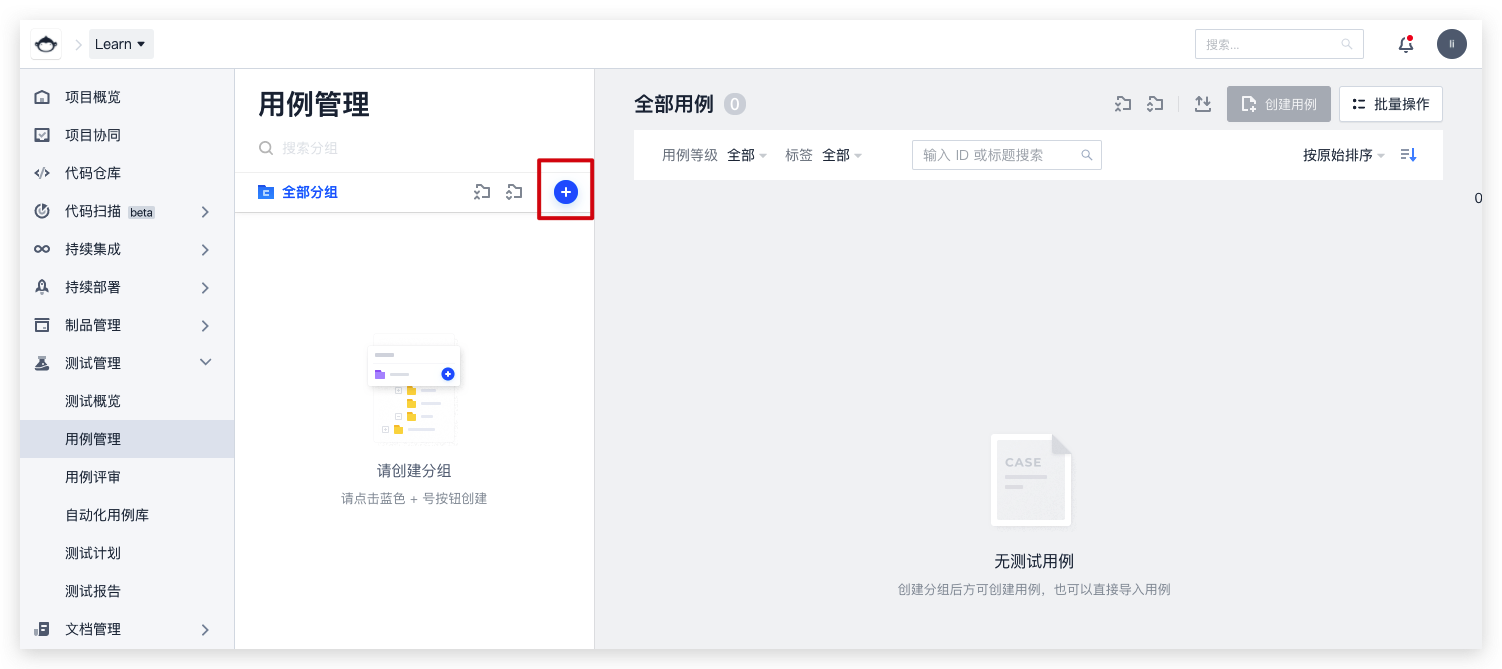 Learn
搜索...
li
项目概览
项目协同
代码仓库
代码扫描 beta
持续集成
持续部署
制品管理
测试管理
测试概览
用例管理
用例评审
自动化用例库
测试计划
测试报告
文档管理
用例管理
搜索分组
全部分组
请创建分组
请点击蓝色 + 号按钮创建
全部用例 0
创建用例
批量操作
用例等级 全部 标签 全部
输入 ID 或标题搜索
按原始排序
0
CASE
无测试用例
创建分组后方可创建用例，也可以直接导入用例